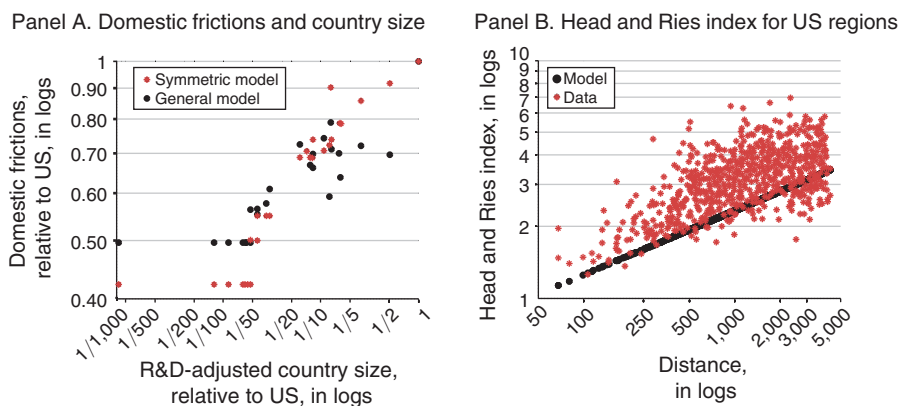 Panel A. Domestic frictions and country size
Domestic frictions,
relative to US, in logs
1
0.90
0.80
0.70
0.60
0.50
0.40
Symmetric model
General model
1/1,000
1/500
1/200
1/100
1/50
1/20
1/10
1/5
1/2
1
R&D-adjusted country size,
relative to US, in logs
Panel B. Head and Ries index for US regions
Head and Ries index, in logs
10
9
8
7
6
5
4
3
2
1
Model
Data
50
100
250
500
1,000
2,000
3,000
5,000
Distance,
in logs